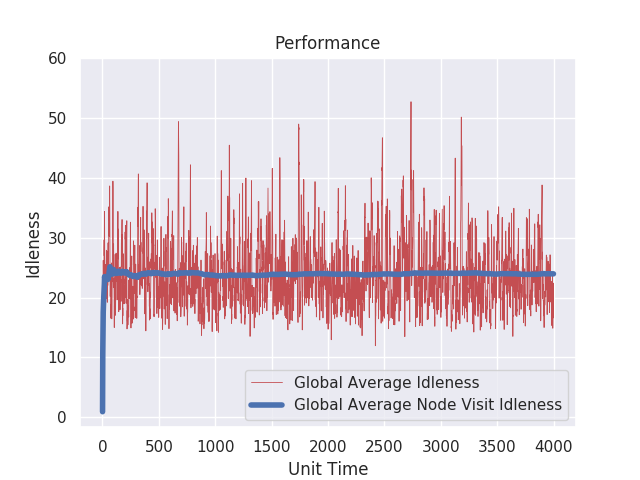 Performance
Idleness
60
50
40
30
20
10
0
Global Average Idleness
Global Average Node Visit Idleness
0 500 1000 1500 2000 2500 3000 3500 4000
Unit Time